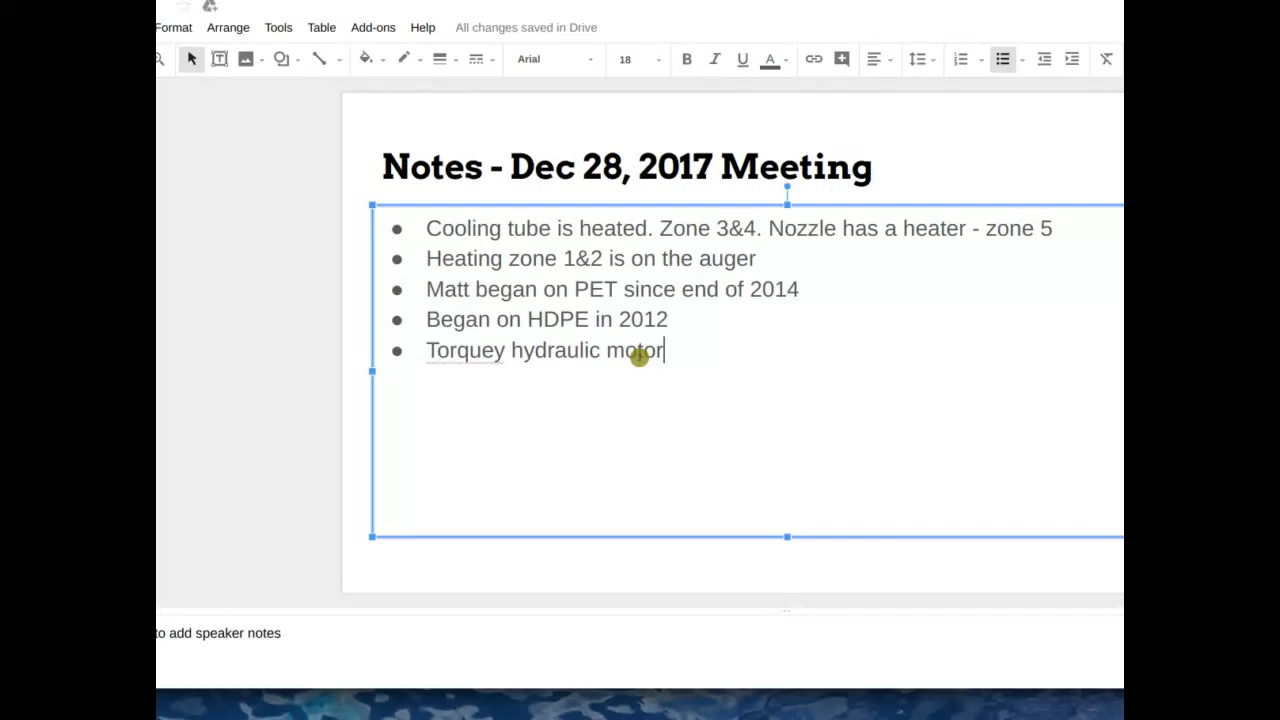 Format Arrange Tools Table Add-ons Help All changes saved in Drive
Arial 18 B I U A
Notes - Dec 28, 2017 Meeting
● Cooling tube is heated. Zone 3&4. Nozzle has a heater - zone 5
● Heating zone 1&2 is on the auger
● Matt began on PET since end of 2014
● Began on HDPE in 2012
● Torquey hydraulic motor
to add speaker notes